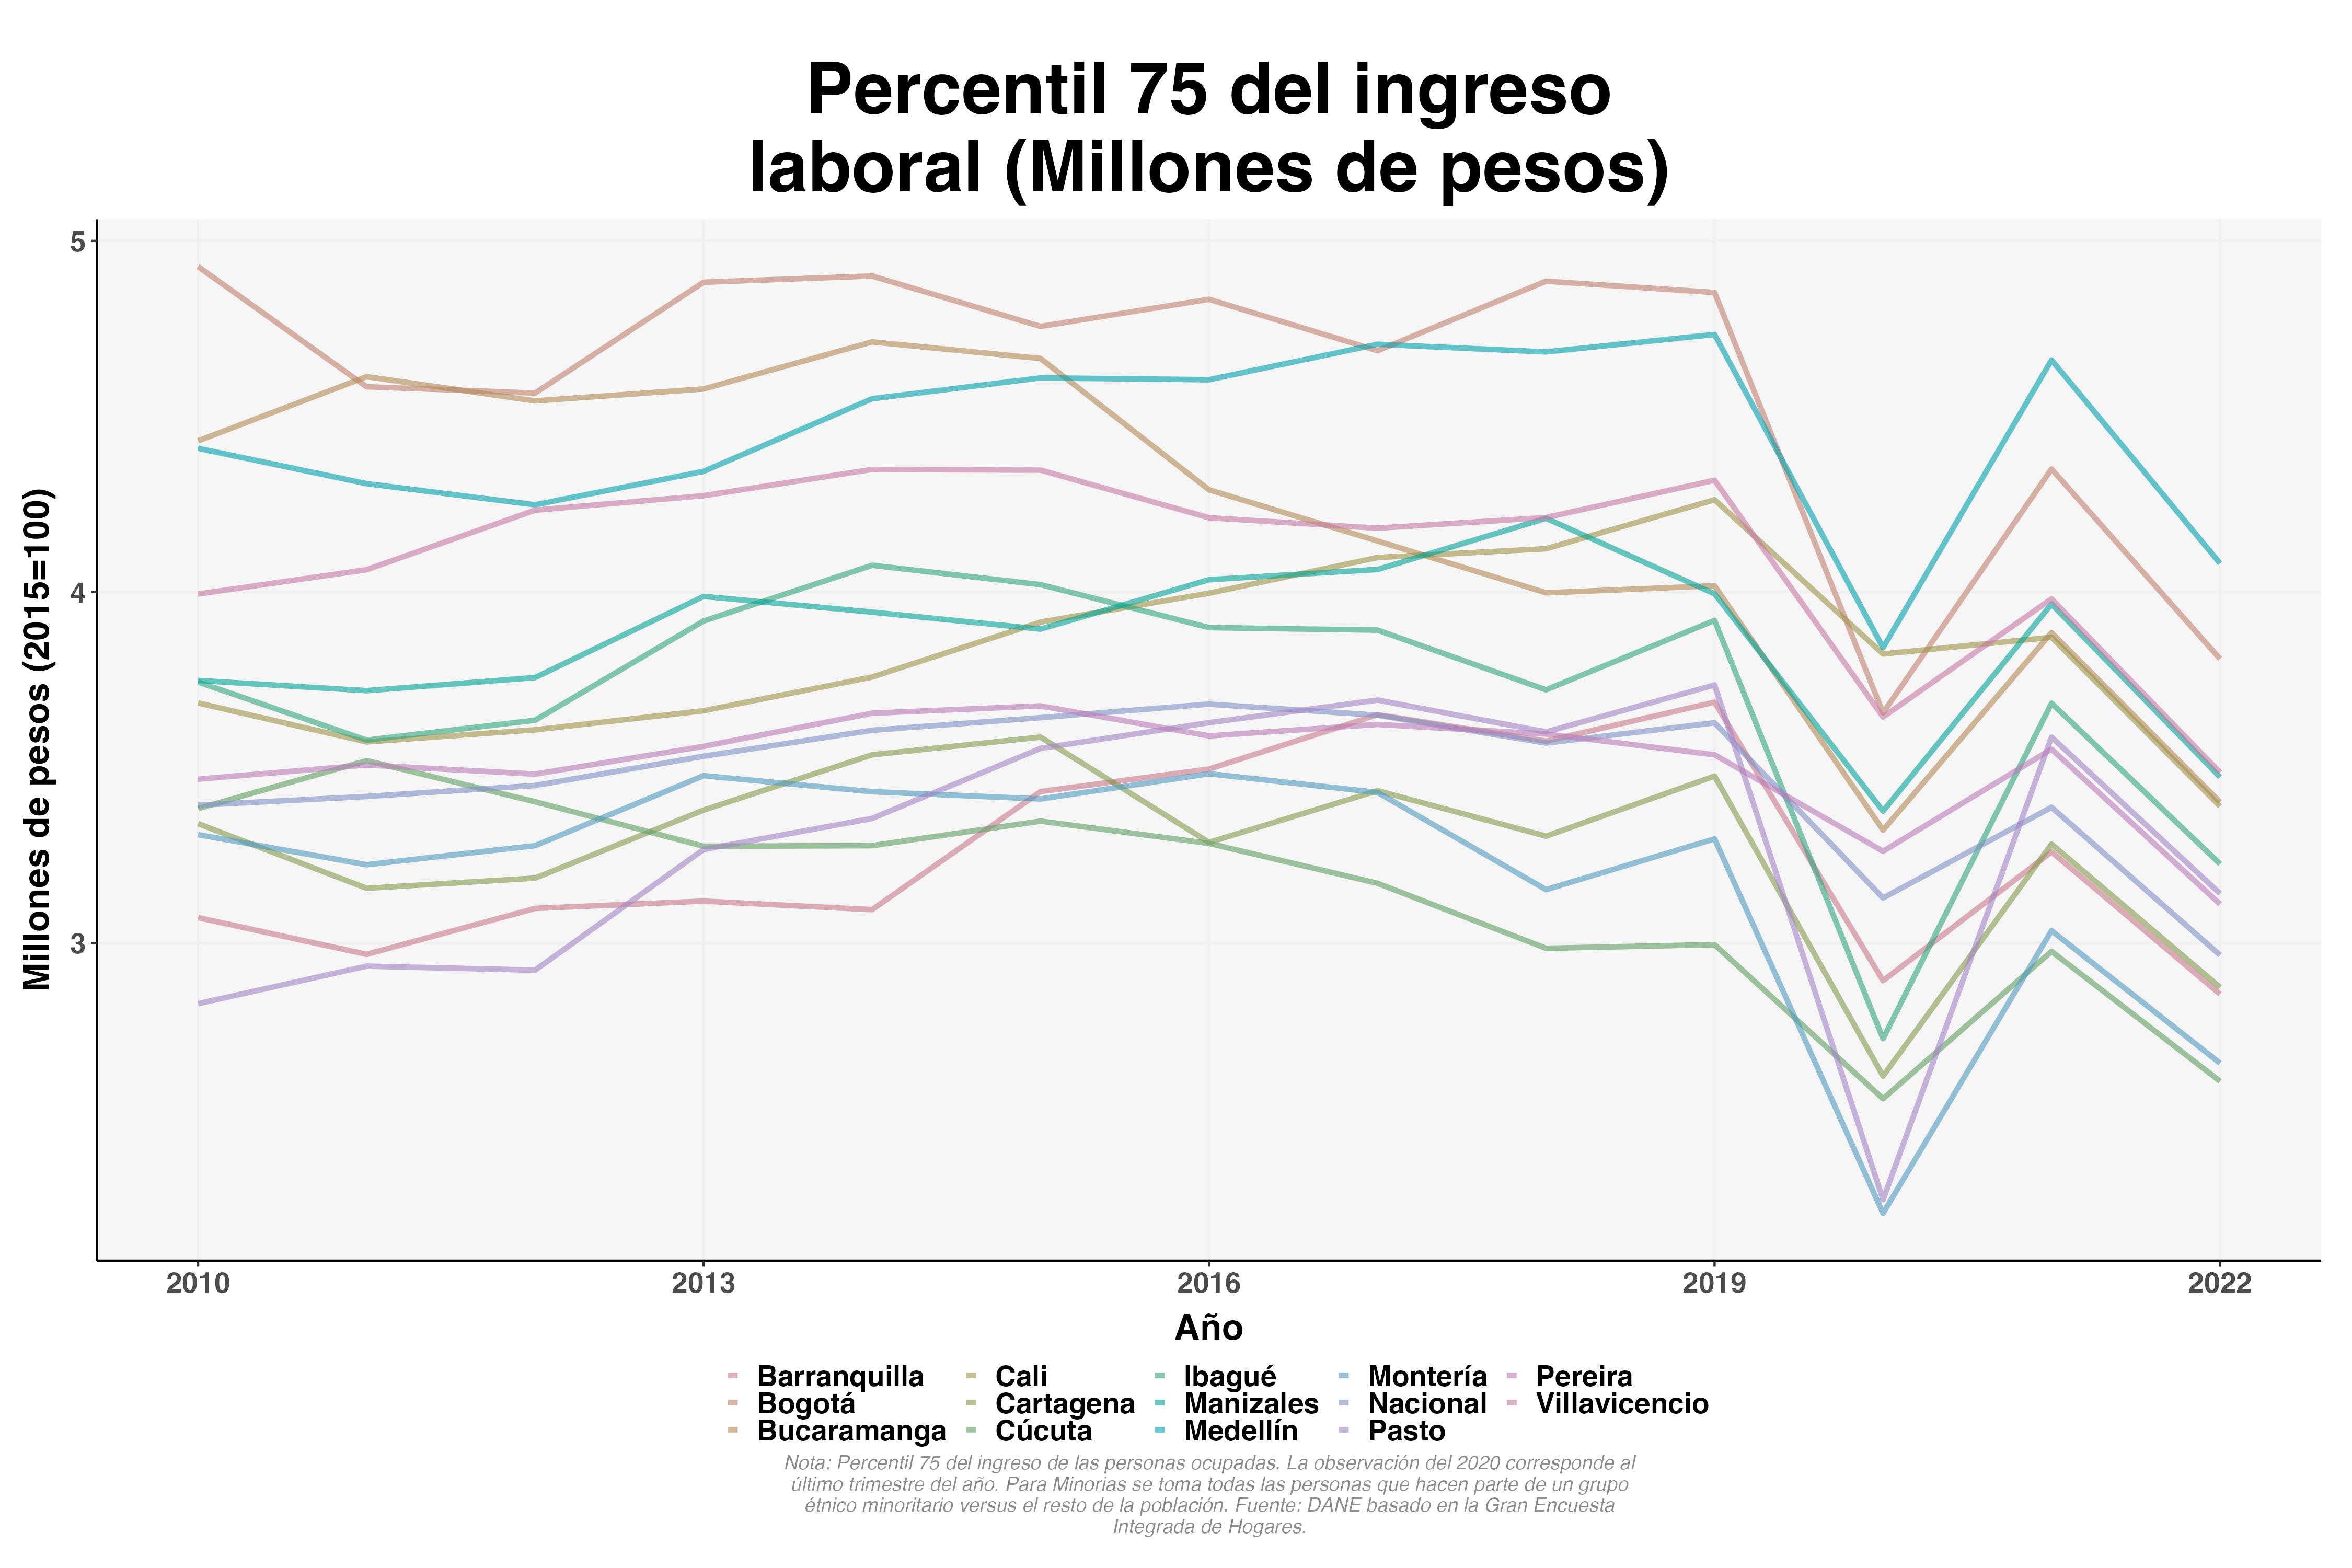 Percentil 75 del ingreso
laboral (Millones de pesos)
Millones de pesos (2015=100)
5
4
3
2010 2013 2016 2019 2022
Año
Barranquilla Cali Ibagué Montería Pereira
Bogotá Cartagena Manizales Nacional Villavicencio
Bucaramanga Cúcuta Medellín Pasto
Nota: Percentil 75 del ingreso de las personas ocupadas. La observación del 2020 corresponde al
último trimestre del año. Para Minorias se toma todas las personas que hacen parte de un grupo
étnico minoritario versus el resto de la población. Fuente: DANE basado en la Gran Encuesta
Integrada de Hogares.